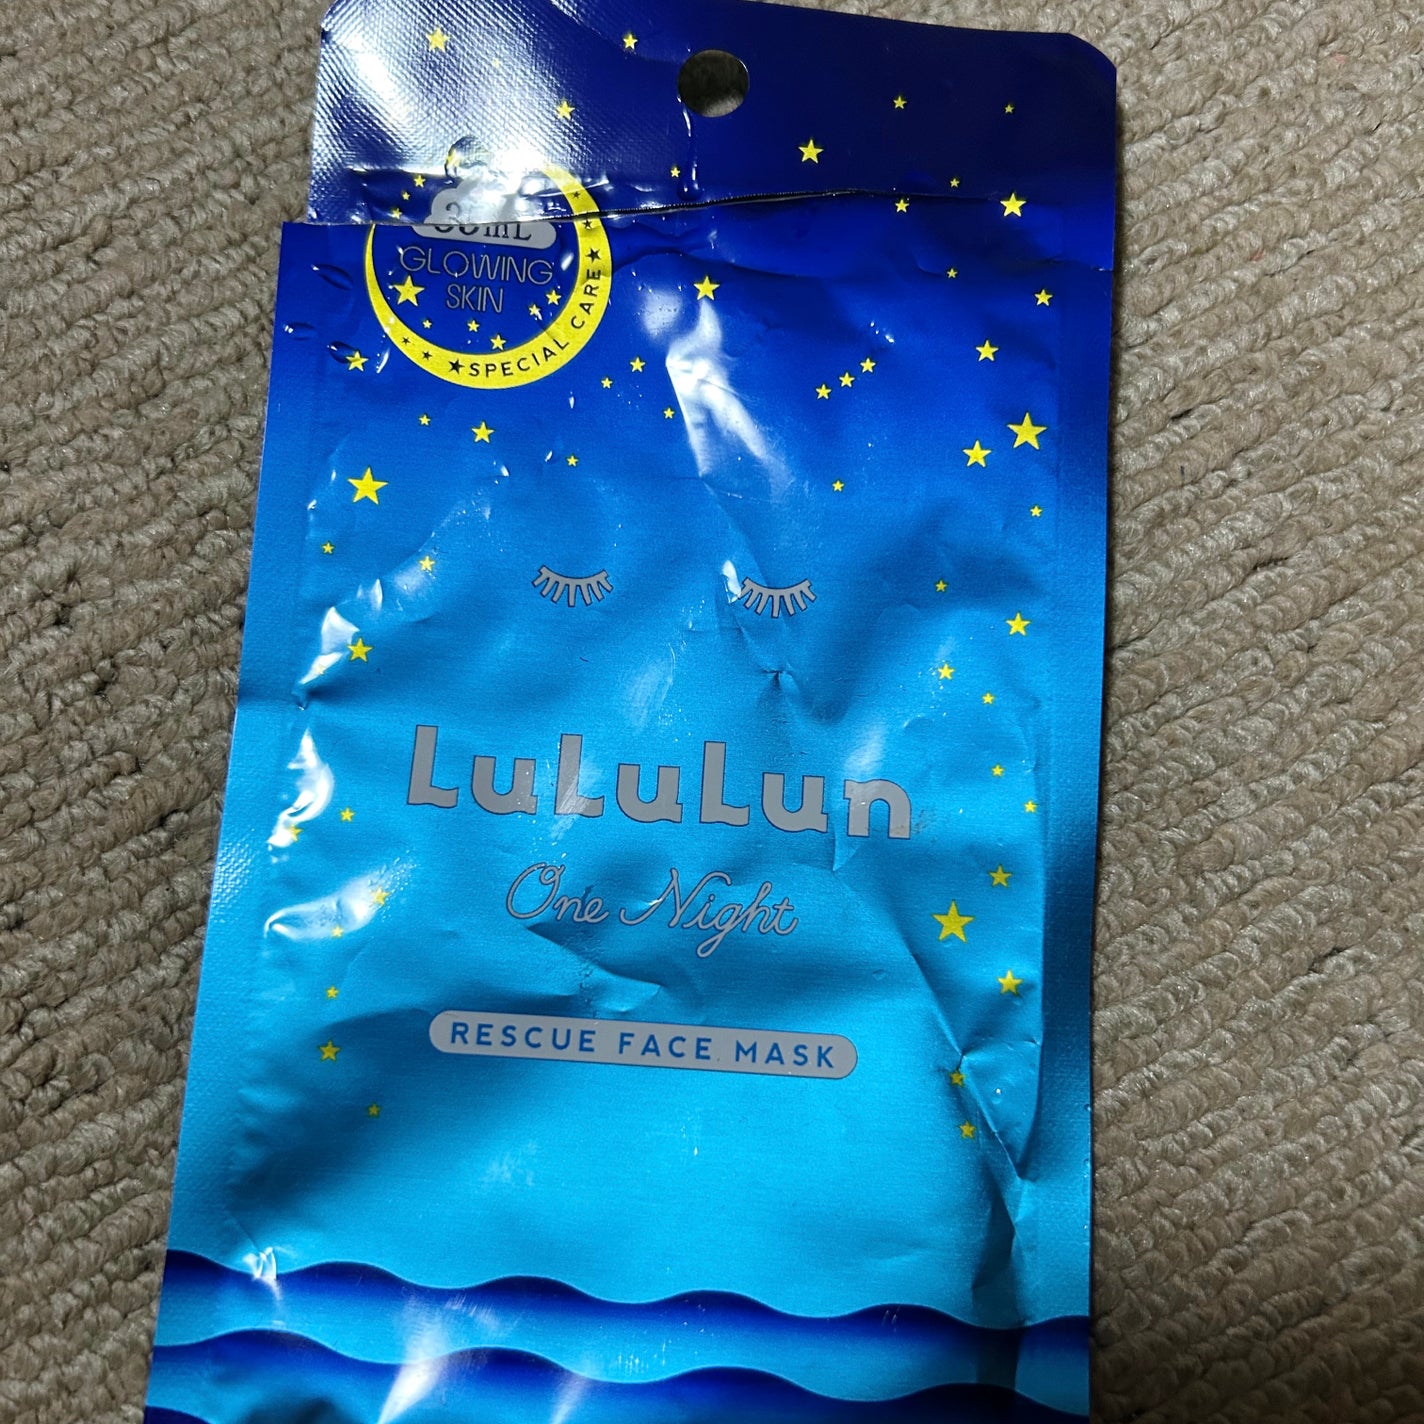 GLOWING
SKIN
★SPECIAL CARE★
LuLuLun
One Night
RESCUE FACE MASK